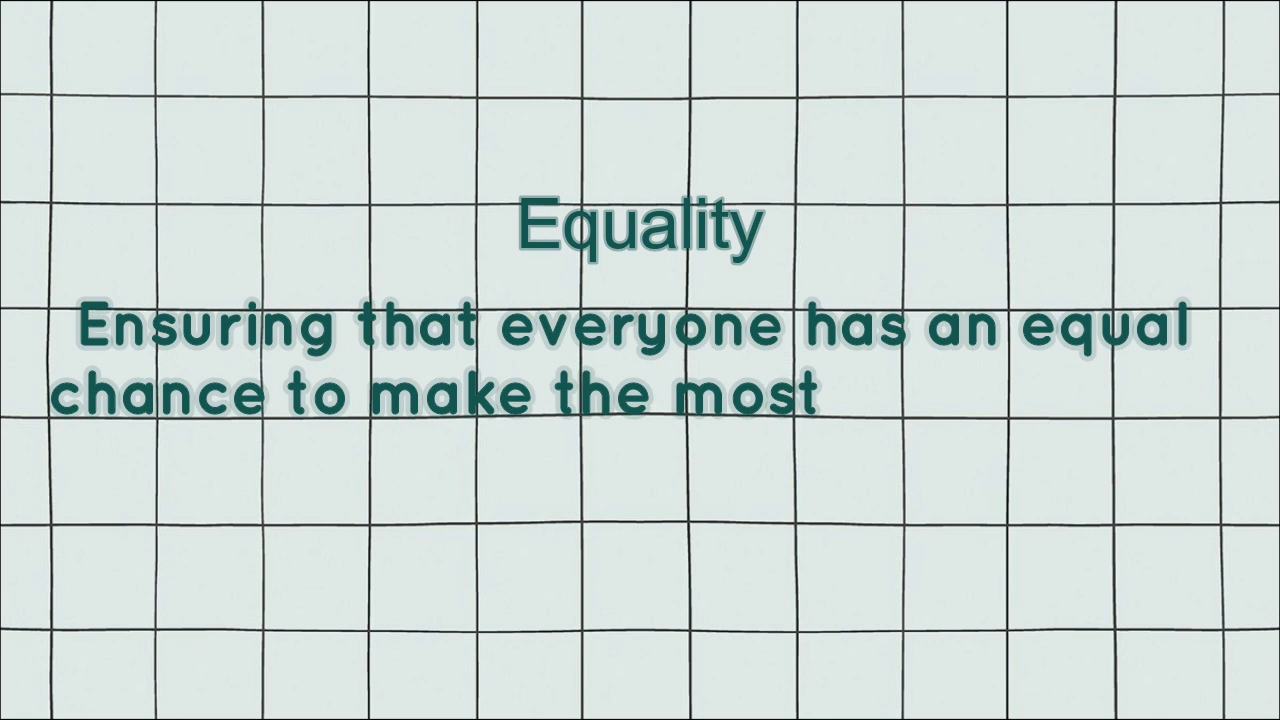 Equality
Ensuring that everyone has an equal
chance to make the most